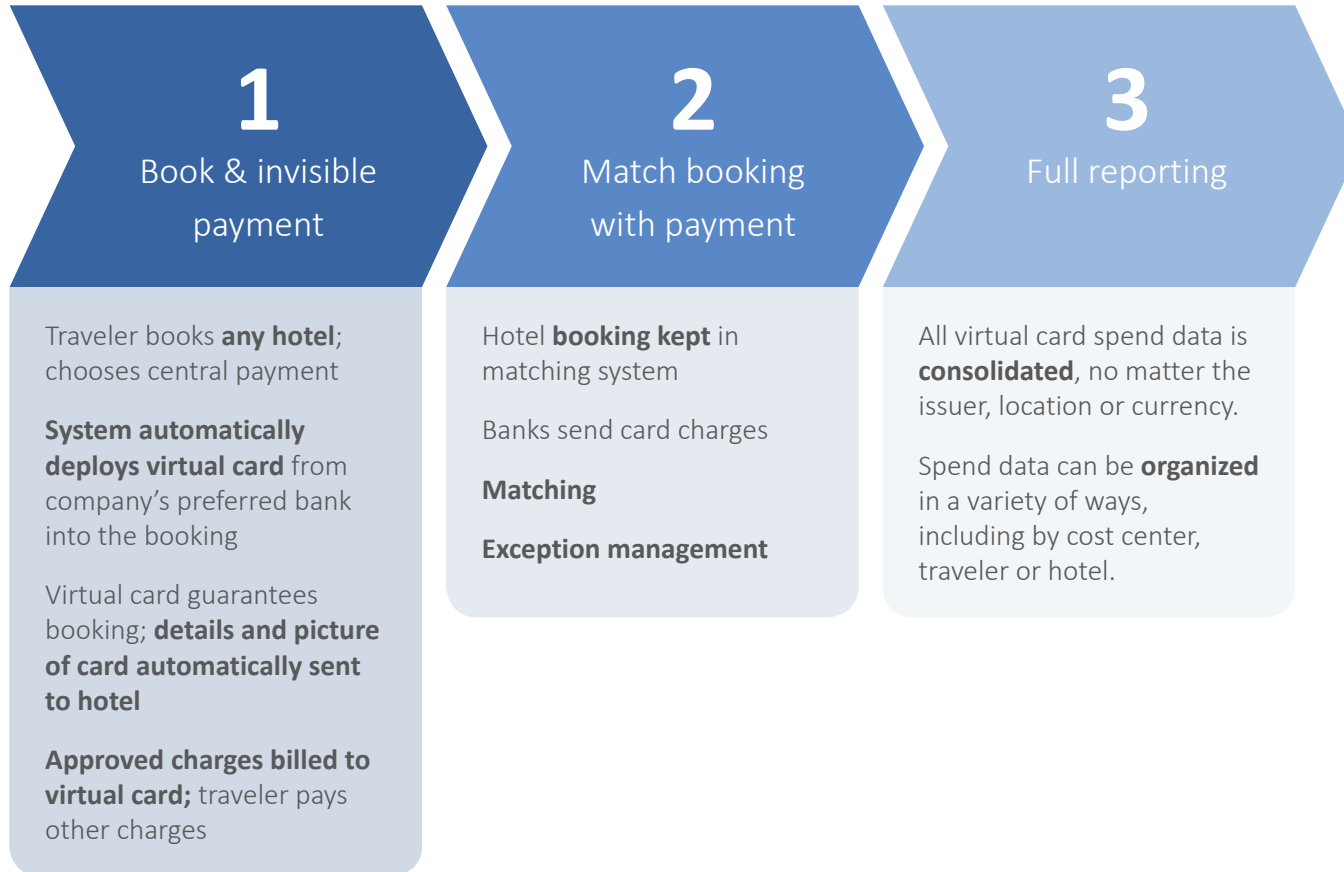 1
Book & invisible
payment
Traveler books any hotel;
chooses central payment
System automatically
deploys virtual card from
company’s preferred bank
into the booking
Virtual card guarantees
booking; details and picture
of card automatically sent
to hotel
Approved charges billed to
virtual card; traveler pays
other charges
2
Match booking
with payment
Hotel booking kept in
matching system
Banks send card charges
Matching
Exception management
3
Full reporting
All virtual card spend data is
consolidated, no matter the
issuer, location or currency.
Spend data can be organized
in a variety of ways,
including by cost center,
traveler or hotel.